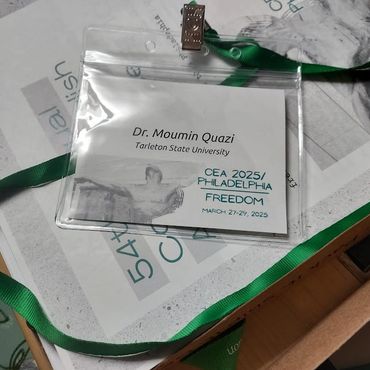 Dr. Moumin Quazi
Tarleton State University
CEA 2025/
PHILADELPHIA
FREEDOM
MARCH 27-29, 2025
54th